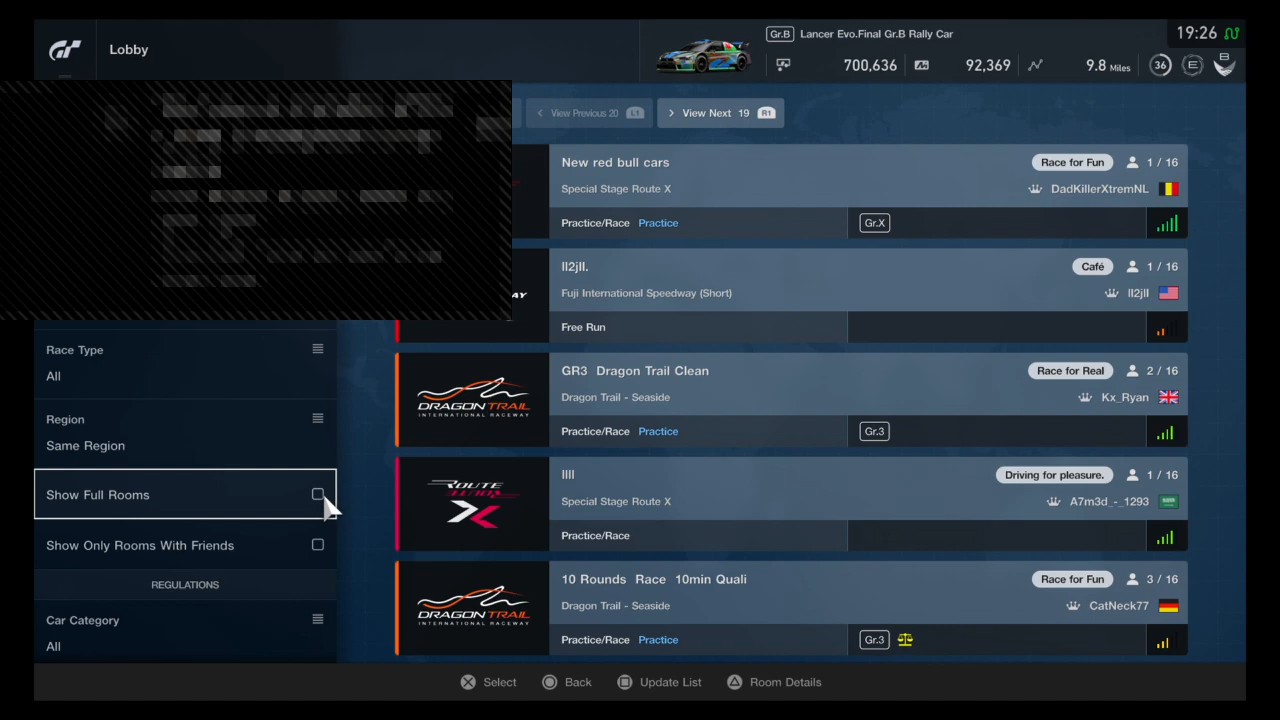 Lobby
Gr.B Lancer Evo.Final Gr.B Rally Car
19:26
700,636 92,369 9.8 Miles 36 E B
View Previous 20 L1
View Next 19 R1
New red bull cars
Race for Fun 1 / 16
Special Stage Route X
DadKillerXtremNL
Practice/Race Practice
Gr.X
II2jII.
Café 1 / 16
AY
Fuji International Speedway (Short)
II2jII
Free Run
Race Type
All
Region
Same Region
Show Full Rooms
Show Only Rooms With Friends
REGULATIONS
Car Category
All
DRAGON TRAIL
INTERNATIONAL RACEWAY
GR3 Dragon Trail Clean
Race for Real 2 / 16
Dragon Trail - Seaside
Kx_Ryan
Practice/Race Practice
Gr.3
ROUTE
X
IIII
Driving for pleasure. 1 / 16
Special Stage Route X
A7m3d_-_1293
Practice/Race
DRAGON TRAIL
INTERNATIONAL RACEWAY
10 Rounds Race 10min Quali
Race for Fun 3 / 16
Dragon Trail - Seaside
CatNeck77
Practice/Race Practice
Gr.3
Select Back Update List Room Details